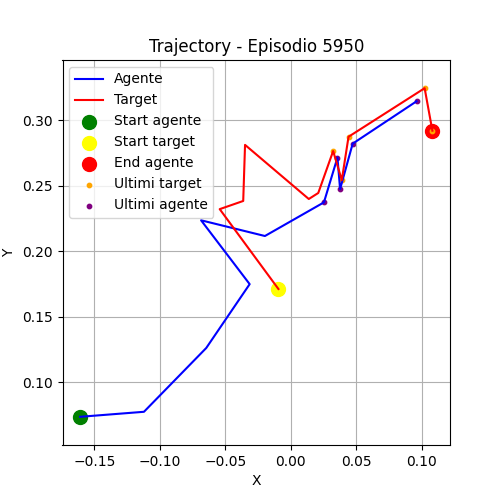 Trajectory - Episodio 5950
Agente
Target
Start agente
Start target
End agente
Ultimi target
Ultimi agente
Y
0.30
0.25
0.20
0.15
0.10
−0.15 −0.10 −0.05 0.00 0.05 0.10
X